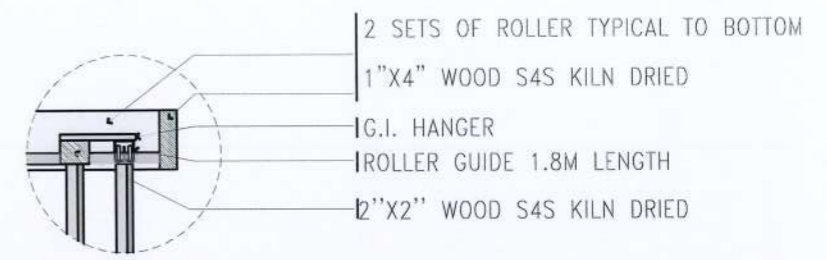 2 SETS OF ROLLER TYPICAL TO BOTTOM
1”X4” WOOD S4S KILN DRIED
G.I. HANGER
ROLLER GUIDE 1.8M LENGTH
2’’X2’’ WOOD S4S KILN DRIED